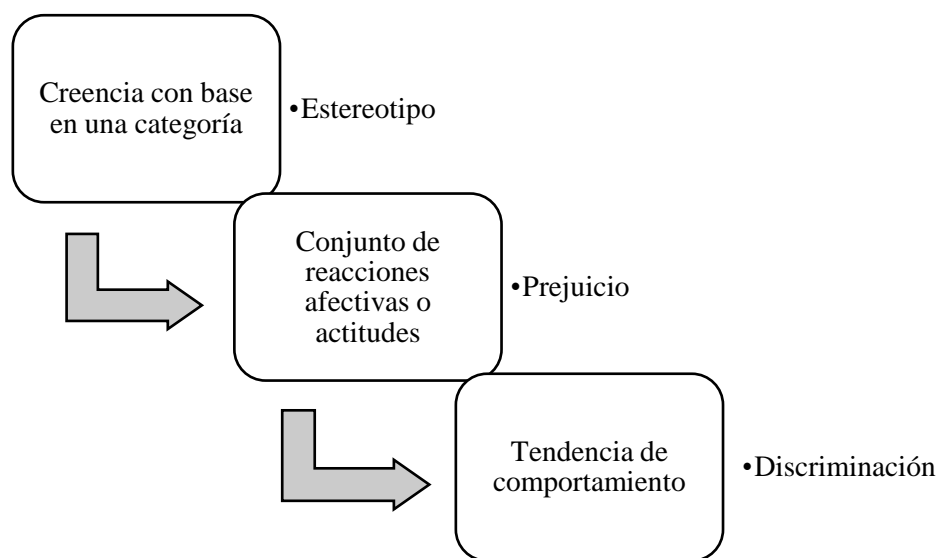 Creencia con base
en una categoría
•Estereotipo
Conjunto de
reacciones
afectivas o
actitudes
•Prejuicio
Tendencia de
comportamiento
•Discriminación